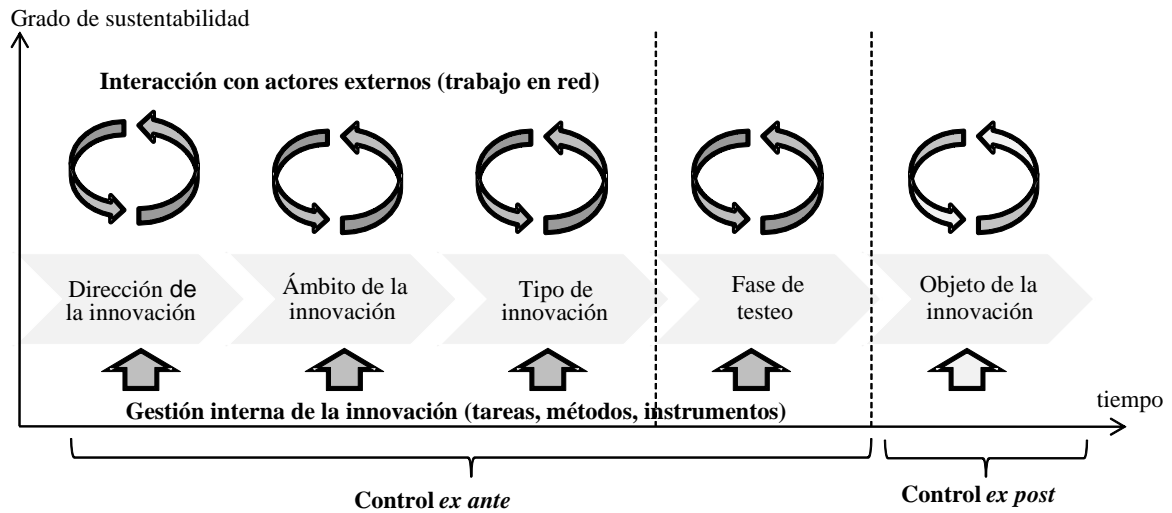 Grado de sustentabilidad
Interacción con actores externos (trabajo en red)
Dirección de
la innovación
Ámbito de la
innovación
Tipo de
innovación
Fase de
testeo
Objeto de la
innovación
Gestión interna de la innovación (tareas, métodos, instrumentos)
tiempo
Control ex ante
Control ex post